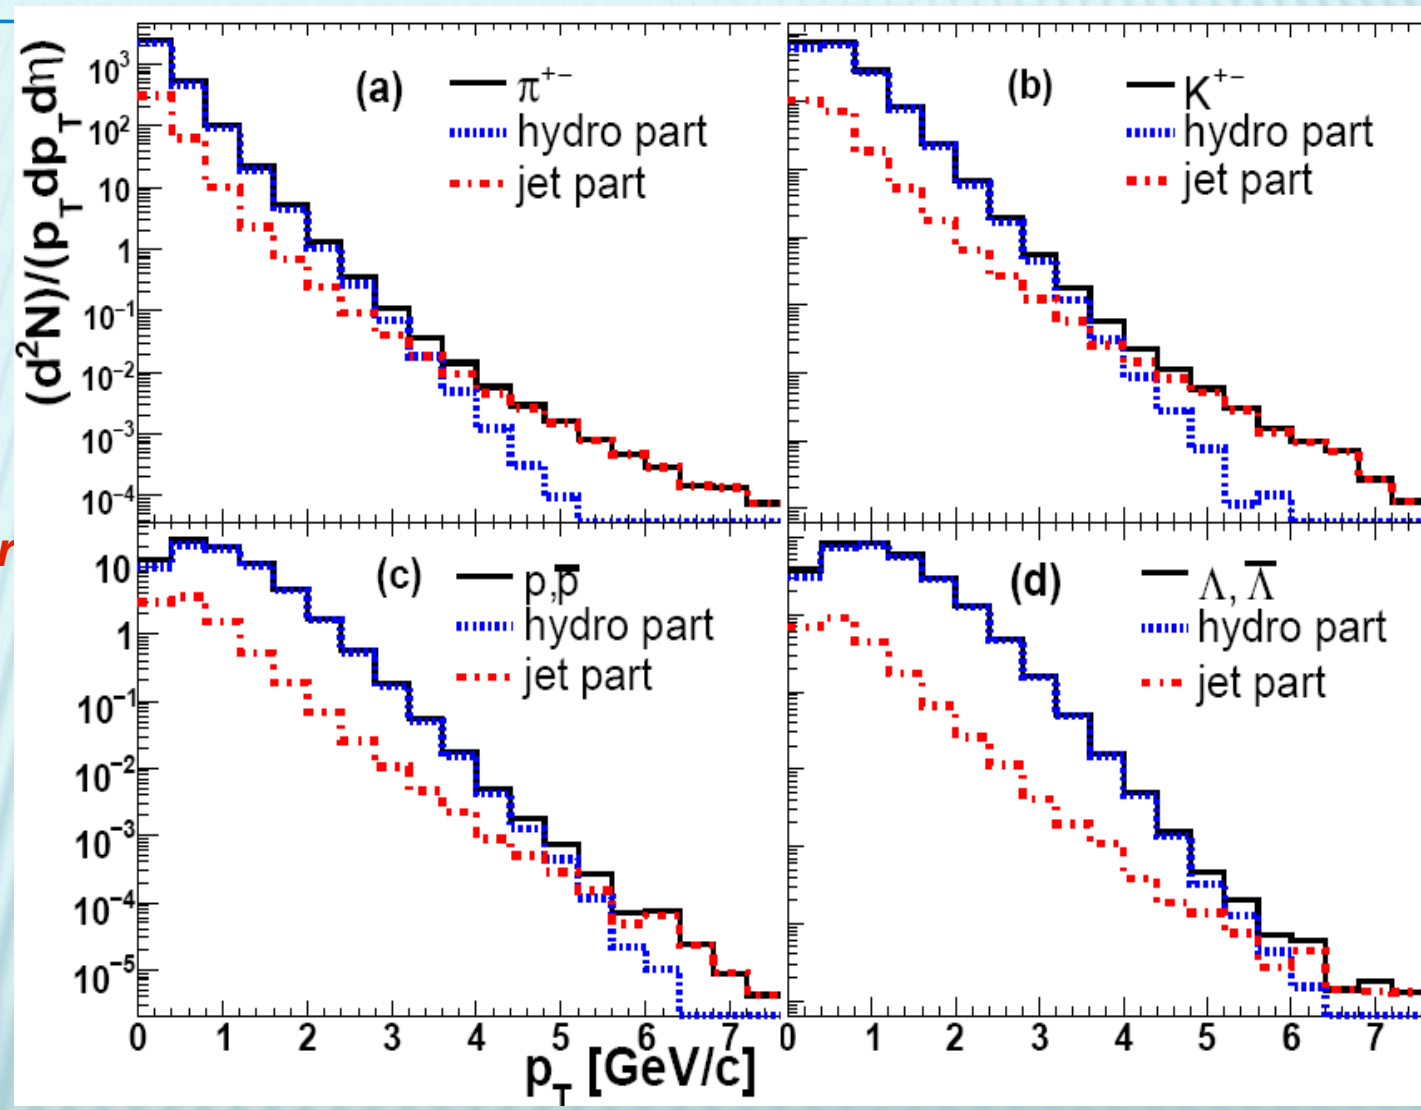 (d²N)/(p_T dp_T dη)
10³
10²
10
1
10⁻¹
10⁻²
10⁻³
10⁻⁴
(a)
π⁺⁻
hydro part
jet part
(b)
K⁺⁻
hydro part
jet part
r
10
1
10⁻¹
10⁻²
10⁻³
10⁻⁴
10⁻⁵
(c)
p,p̅
hydro part
jet part
(d)
Λ, Λ̅
hydro part
jet part
0 1 2 3 4 5 6 7 0 1 2 3 4 5 6 7
p_T [GeV/c]